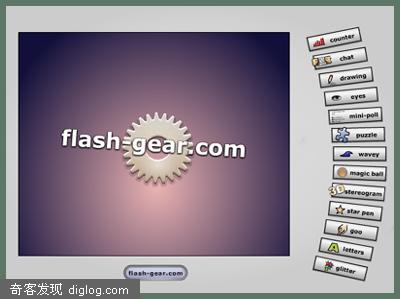 flash-gear.com
counter
chat
drawing
eyes
mini-poll
puzzle
wavey
magic ball
3D
stereogram
star pen
goo
A
letters
glitter
flash-gear.com
奇客发现 diglog.com